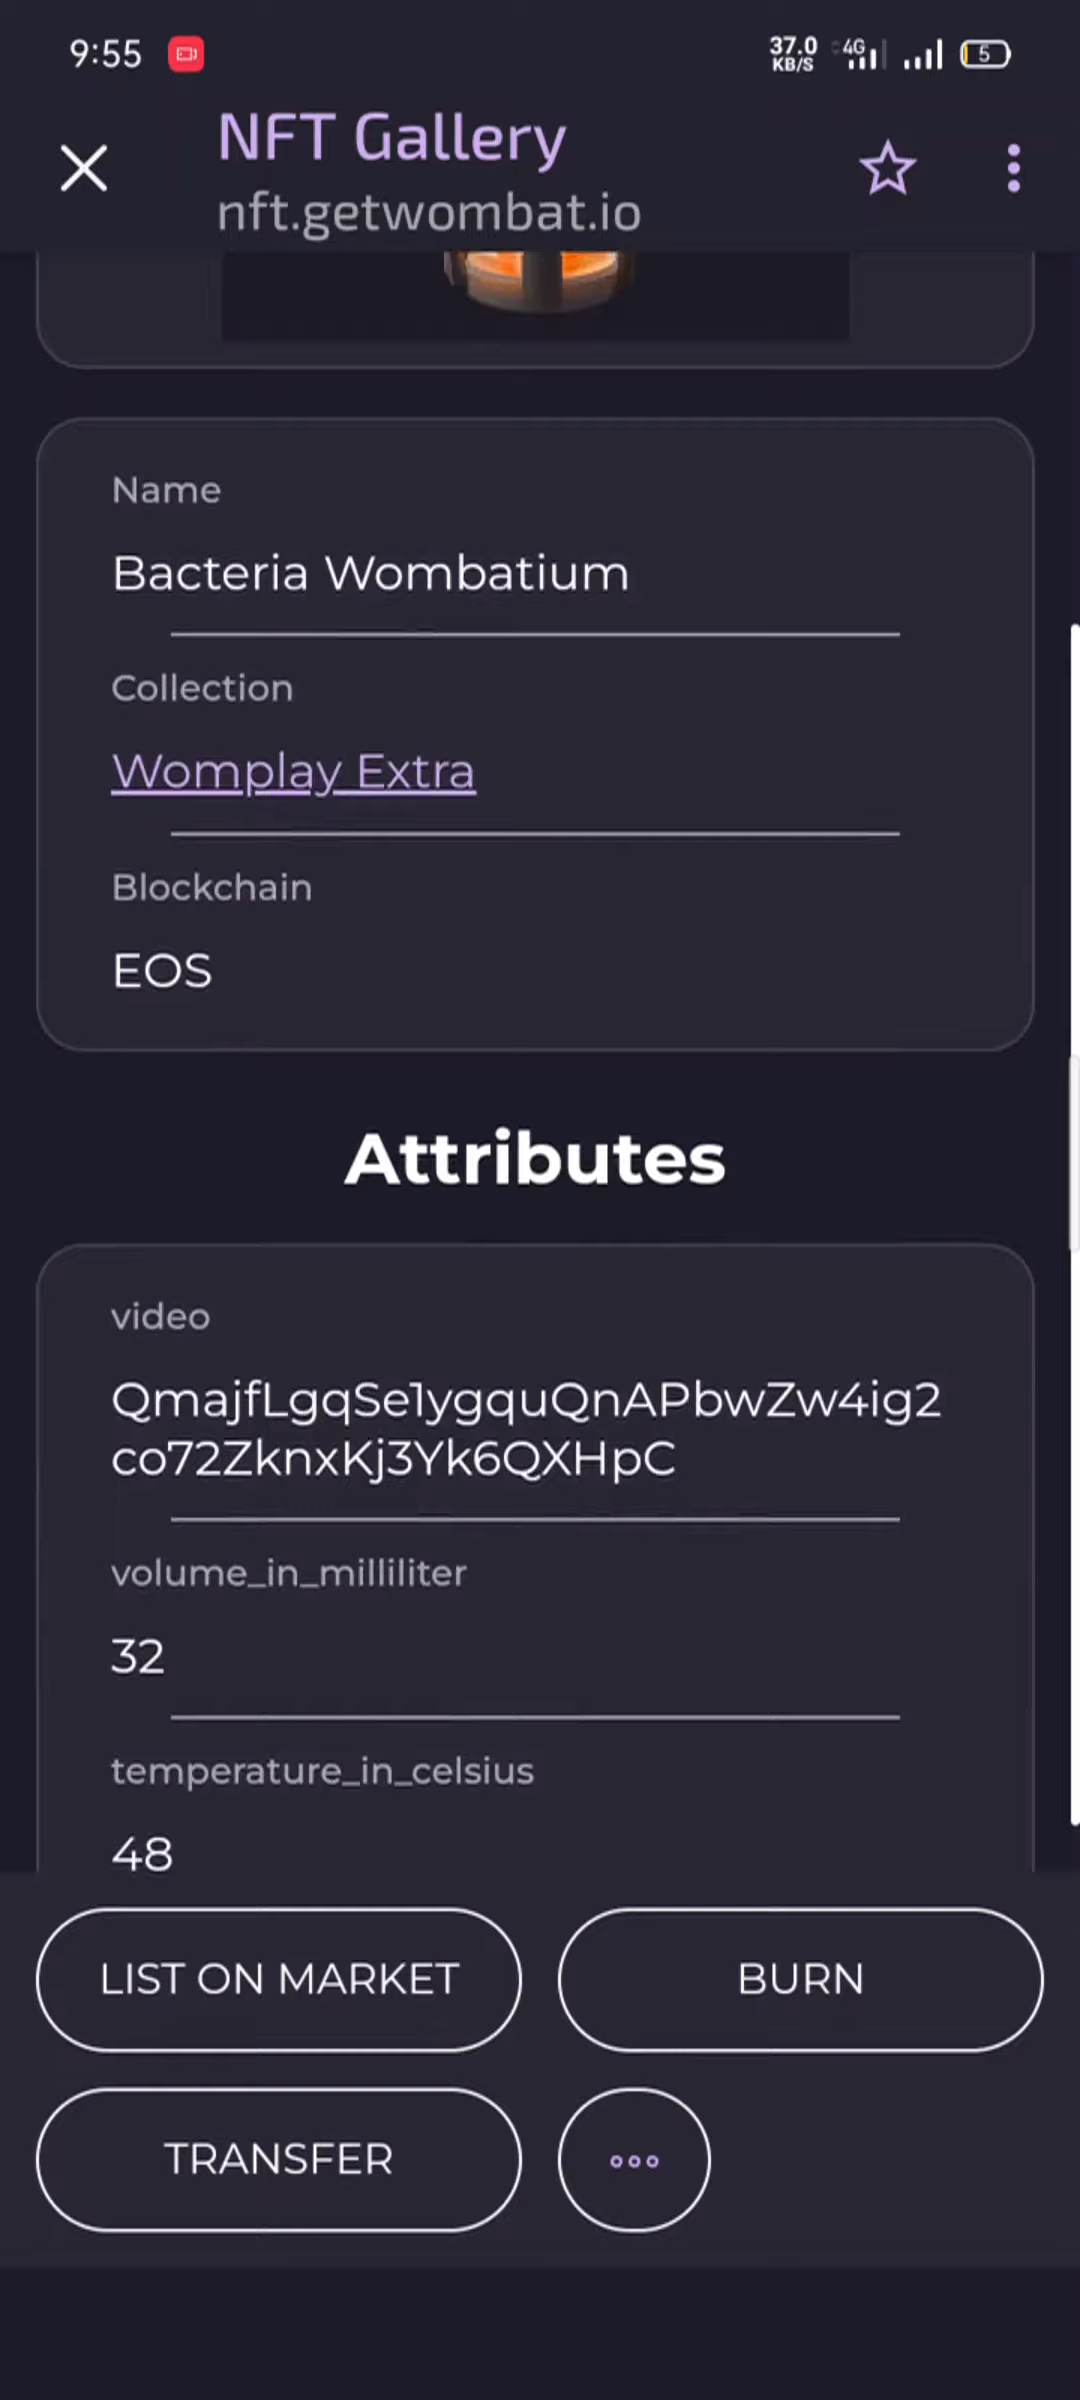 9:55
37.0
KB/S
4G
5
NFT Gallery
nft.getwombat.io
Name
Bacteria Wombatium
Collection
Womplay Extra
Blockchain
EOS
Attributes
video
QmajfLgqSe1ygquQnAPbwZw4ig2
co72ZknxKj3Yk6QXHpC
volume_in_milliliter
32
temperature_in_celsius
48
LIST ON MARKET
BURN
TRANSFER